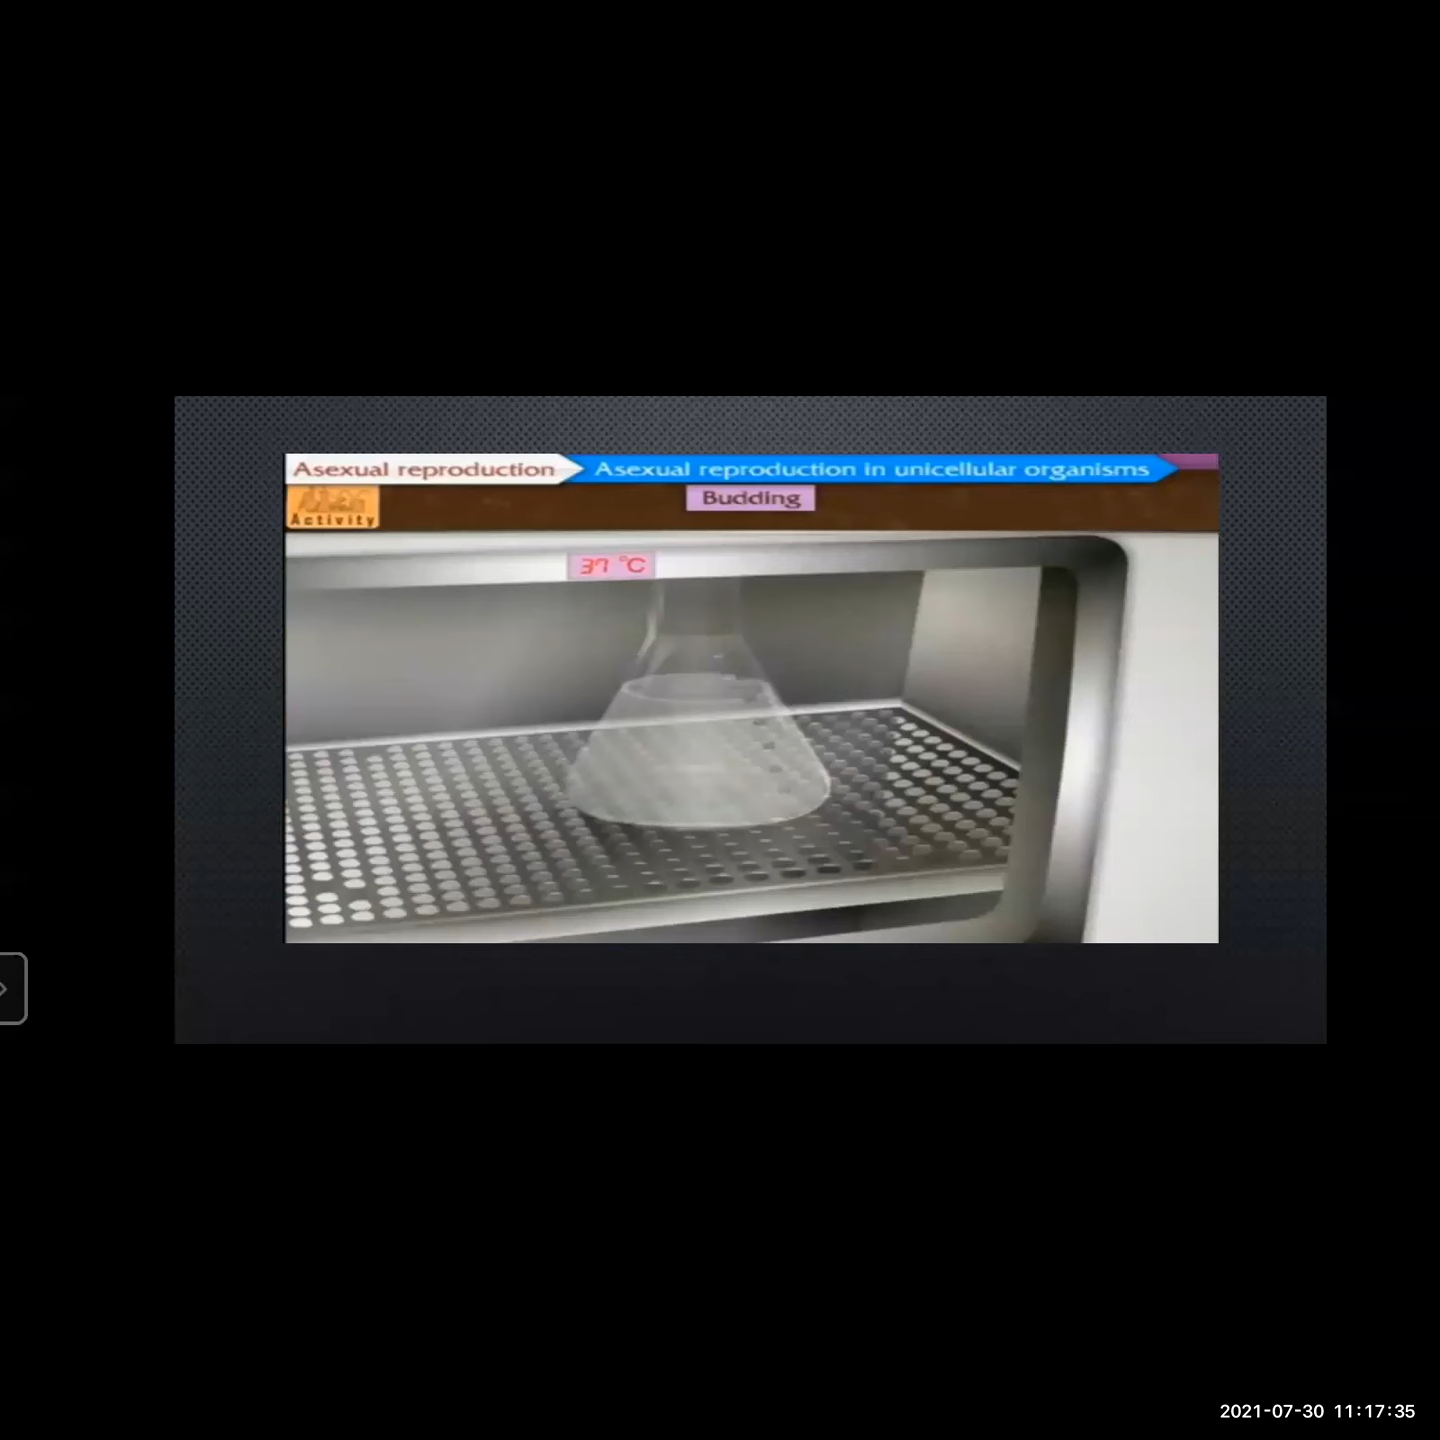 Asexual reproduction Asexual reproduction in unicellular organisms
Budding
Activity
37 °C
2021-07-30 11:17:35